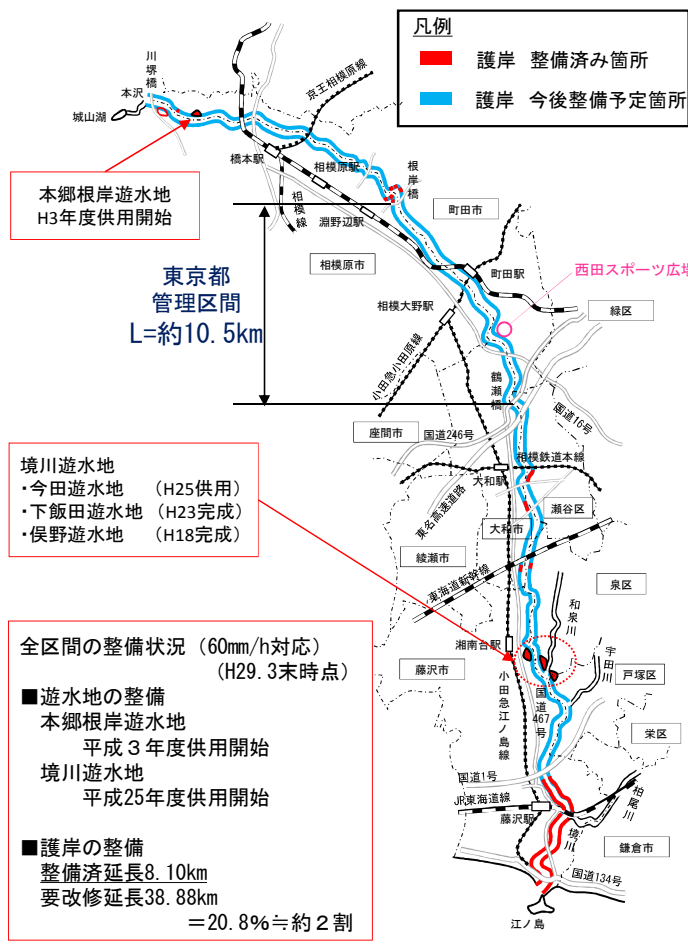 凡例
護岸 整備済み箇所
護岸 今後整備予定箇所
川堺橋
本沢
城山湖
京王相模原線
橋本駅
相模原駅
根岸橋
本郷根岸遊水地
H3年度供用開始
相模線
淵野辺駅
町田市
東京都
管理区間
L=約10.5km
相模原市
町田駅
西田スポーツ広場
相模大野駅
緑区
小田急小田原線
鶴瀬橋
国道16号
座間市
国道246号
境川遊水地
・今田遊水地 (H25供用)
・下飯田遊水地 (H23完成)
・俣野遊水地 (H18完成)
相模鉄道本線
大和駅
東名高速道路
瀬谷区
大和市
綾瀬市
東海道新幹線
泉区
和泉川
全区間の整備状況(60mm/h対応)
(H29.3末時点)
■遊水地の整備
本郷根岸遊水地
平成3年度供用開始
境川遊水地
平成25年度供用開始
■護岸の整備
整備済延長8.10km
要改修延長38.88km
=20.8%≒約2割
湘南台駅
宇田川
戸塚区
藤沢市
小田急江ノ島線
国道467号
栄区
国道1号
JR東海道線
藤沢駅
柏尾川
境川
鎌倉市
国道134号
江ノ島